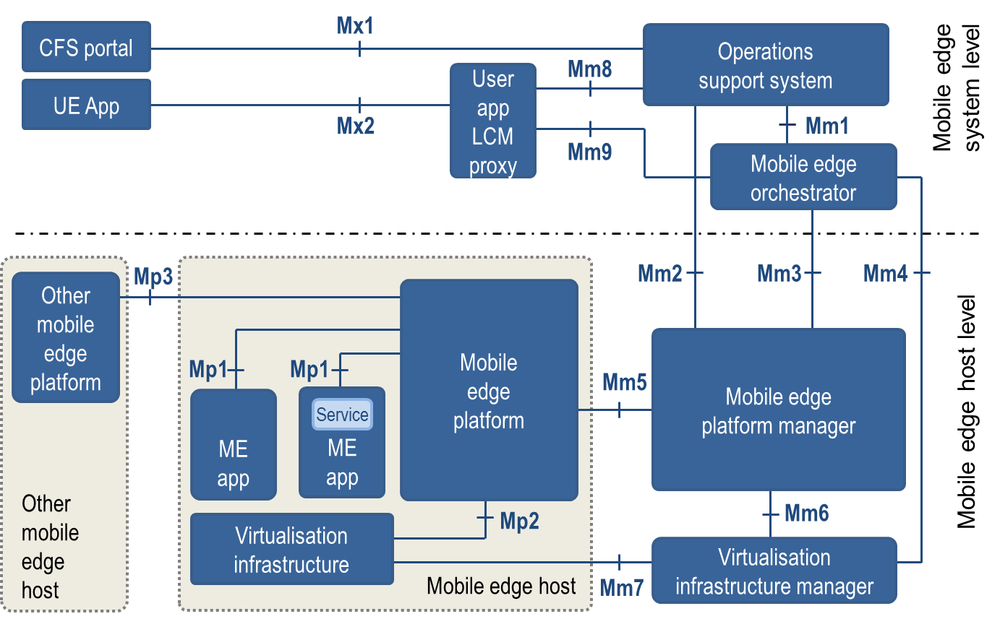 CFS portal
Mx1
Operations
support system
UE App
Mx2
User
app
LCM
proxy
Mm8
Mm9
Mm1
Mobile edge
orchestrator
Mobile edge
system level
Other
mobile
edge
platform
Mp3
Mp1
Mp1
ME
app
Service
ME
app
Mobile
edge
platform
Mm2
Mm3
Mm4
Mm5
Mobile edge
platform manager
Mobile edge host level
Other
mobile
edge
host
Virtualisation
infrastructure
Mp2
Mobile edge host
Mm6
Mm7
Virtualisation
infrastructure manager